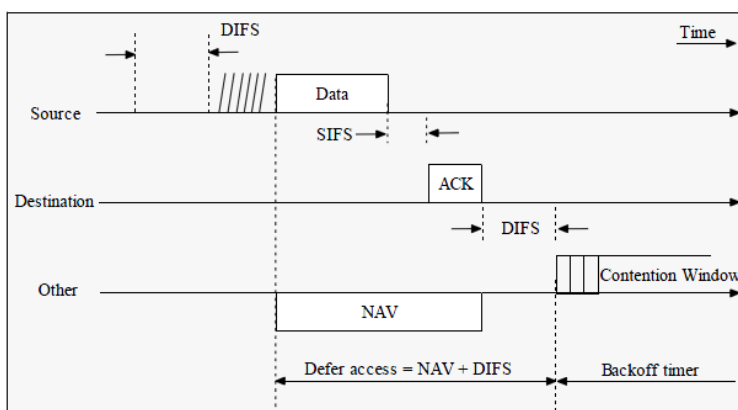 DIFS
Time
Data
Source
SIFS
ACK
Destination
DIFS
Contention Window
Other
NAV
Defer access = NAV + DIFS
Backoff timer